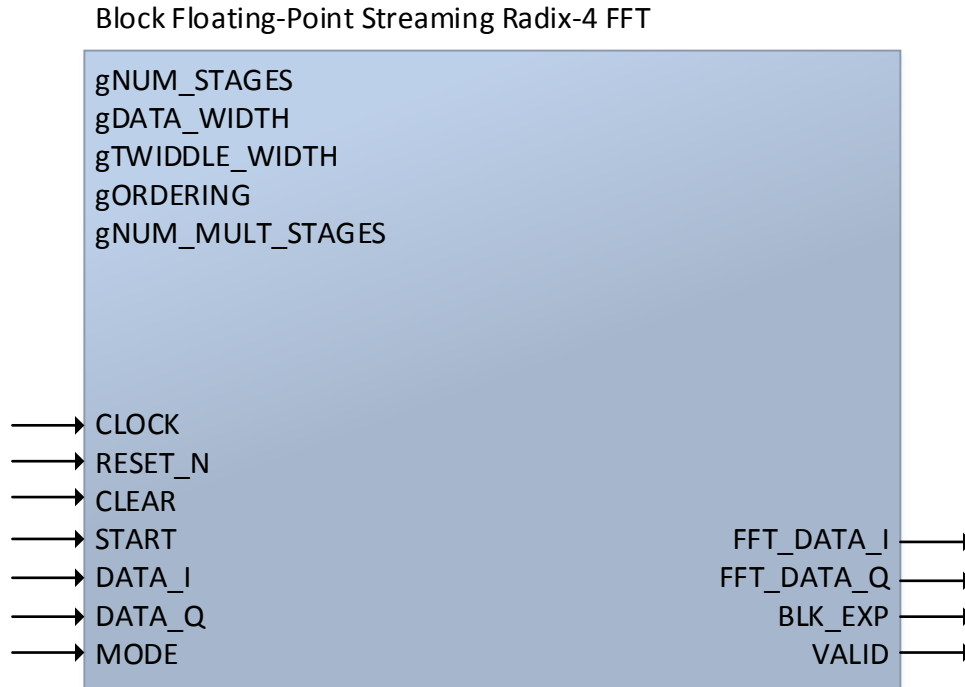 Block Floating-Point Streaming Radix-4 FFT
gNUM_STAGES
gDATA_WIDTH
gTWIDDLE_WIDTH
gORDERING
gNUM_MULT_STAGES
CLOCK
RESET_N
CLEAR
START
DATA_I
DATA_Q
MODE
FFT_DATA_I
FFT_DATA_Q
BLK_EXP
VALID